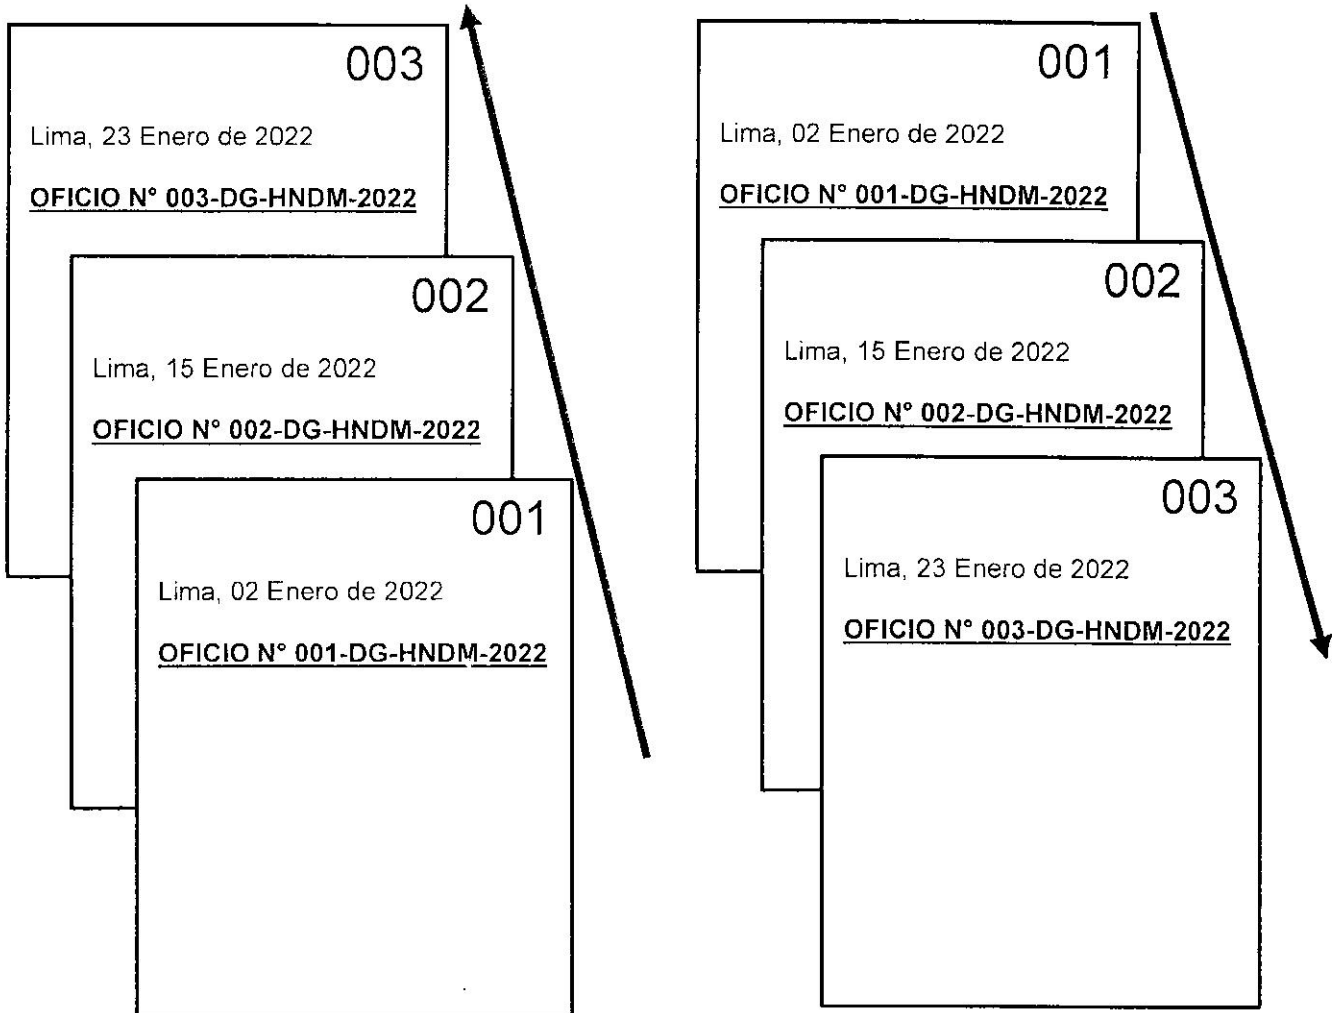 003
Lima, 23 Enero de 2022
OFICIO N° 003-DG-HNDM-2022
002
Lima, 15 Enero de 2022
OFICIO N° 002-DG-HNDM-2022
001
Lima, 02 Enero de 2022
OFICIO N° 001-DG-HNDM-2022
001
Lima, 02 Enero de 2022
OFICIO N° 001-DG-HNDM-2022
002
Lima, 15 Enero de 2022
OFICIO N° 002-DG-HNDM-2022
003
Lima, 23 Enero de 2022
OFICIO N° 003-DG-HNDM-2022